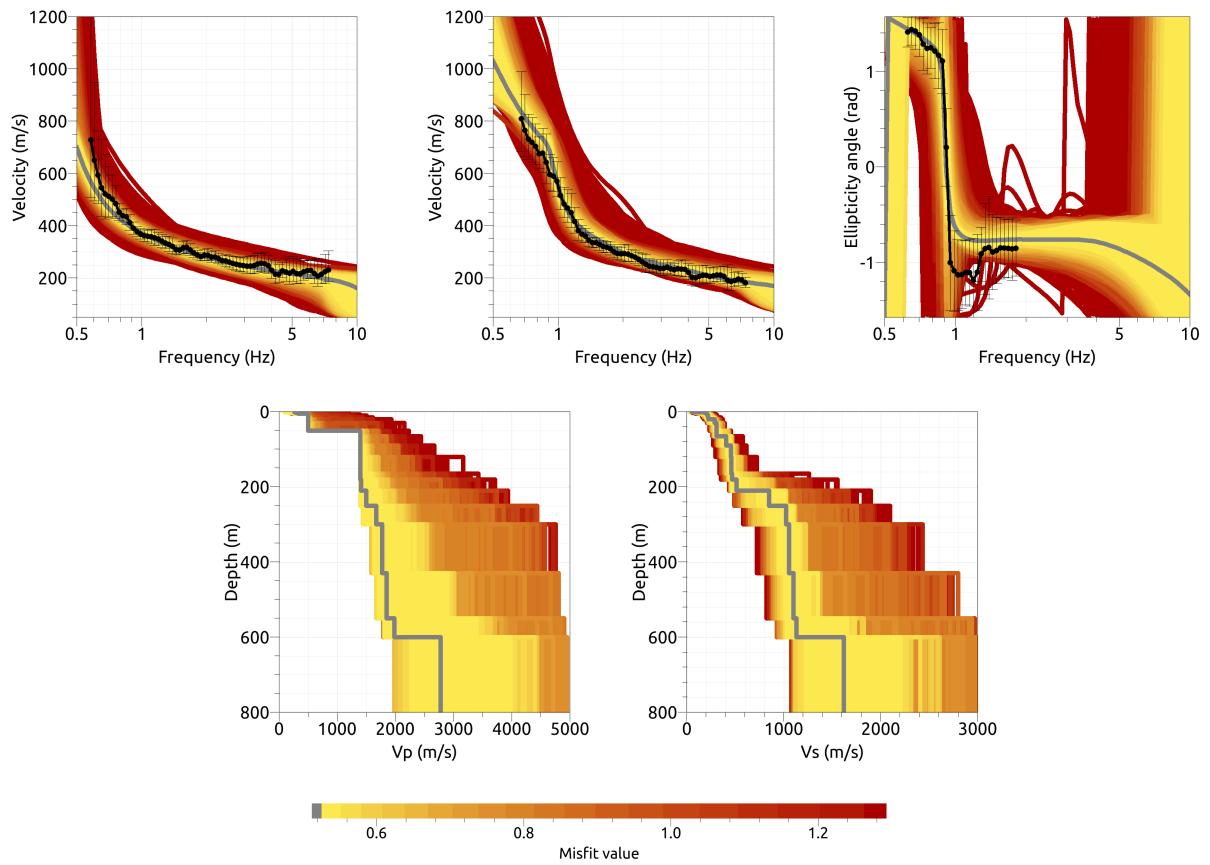 1200
1000
800
600
400
200
Velocity (m/s)
0.5 1 5 10
Frequency (Hz)
1200
1000
800
600
400
200
Velocity (m/s)
0.5 1 5 10
Frequency (Hz)
1
0
-1
Ellipticity angle (rad)
0.5 1 5 10
Frequency (Hz)
0
200
400
600
800
Depth (m)
0 1000 2000 3000 4000 5000
Vp (m/s)
0
200
400
600
800
Depth (m)
0 1000 2000 3000
Vs (m/s)
0.6 0.8 1.0 1.2
Misfit value